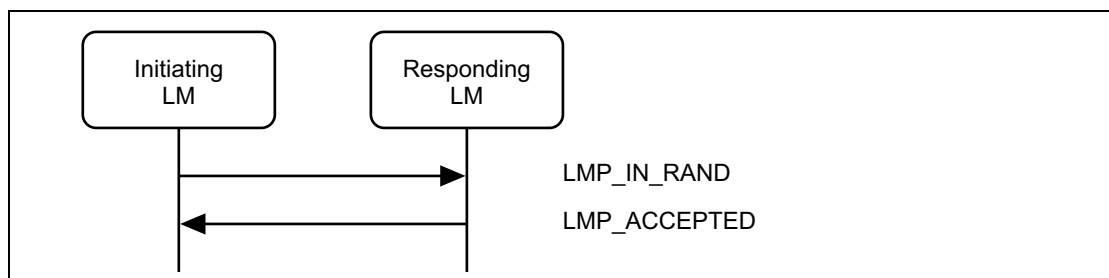 Initiating
LM
Responding
LM
LMP_IN_RAND
LMP_ACCEPTED